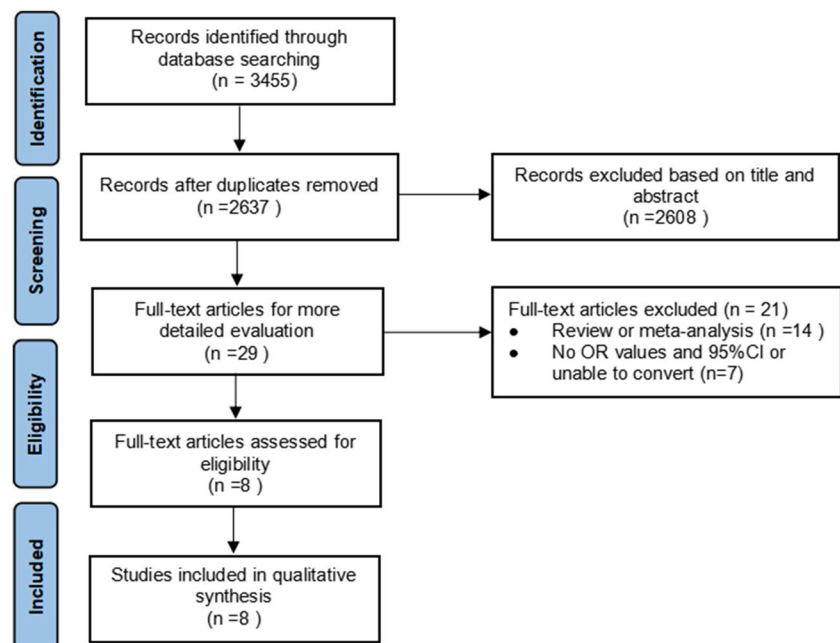 Identification
Records identified through
database searching
(n = 3455)
Screening
Records after duplicates removed
(n =2637 )
Records excluded based on title and
abstract
(n =2608 )
Full-text articles for more
detailed evaluation
(n =29 )
Full-text articles excluded (n = 21)
● Review or meta-analysis (n =14 )
● No OR values and 95%CI or
unable to convert (n=7)
Eligibility
Full-text articles assessed for
eligibility
(n =8 )
Included
Studies included in qualitative
synthesis
(n =8 )